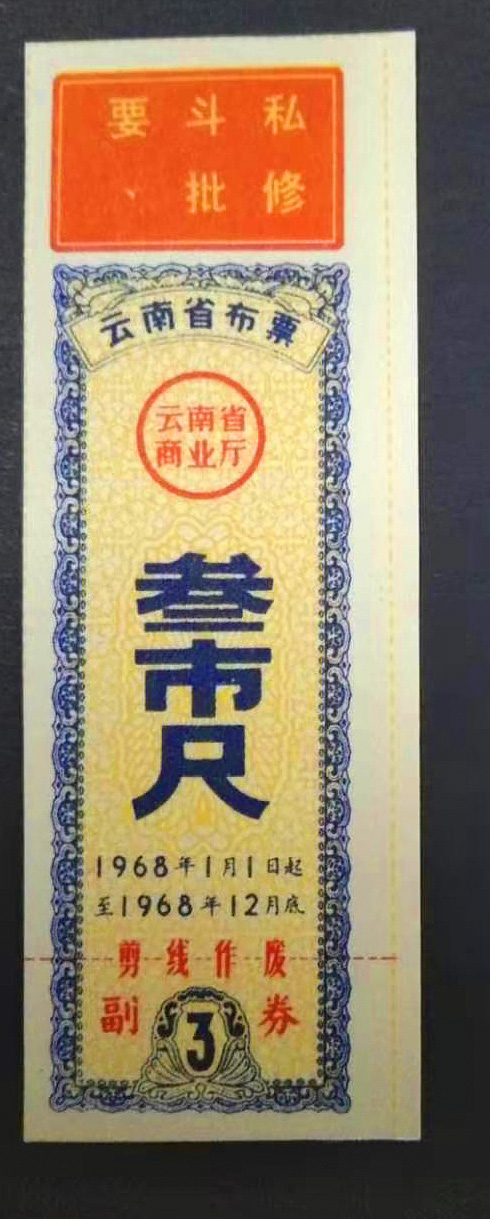 要斗私
、批修
云南省布票
云南省
商业厅
叁市尺
1968年1月1日起
至1968年12月底
剪线作废
副3券